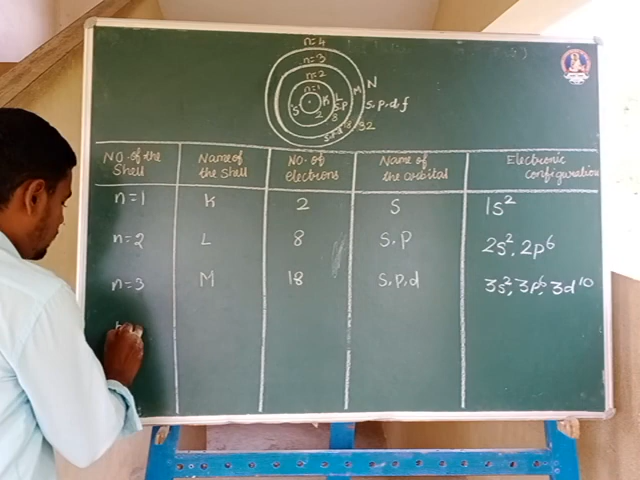 n=4
n=3
n=2
n=1
S K L M N
2 S,P S,P,d,f
8
S,P,d 18 32
No. of the Shell
Name of the shell
No. of electrons
Name of the orbital
Electronic configuration
n=1 K 2 S 1S²
n=2 L 8 S,P 2S², 2P⁶
n=3 M 18 S,P,d 3S², 3P⁶, 3d¹⁰